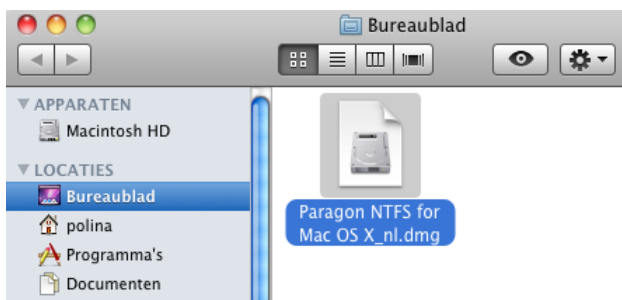 Bureaublad
APPARATEN
Macintosh HD
LOCATIES
Bureaublad
polina
Programma's
Documenten
Paragon NTFS for
Mac OS X_nl.dmg